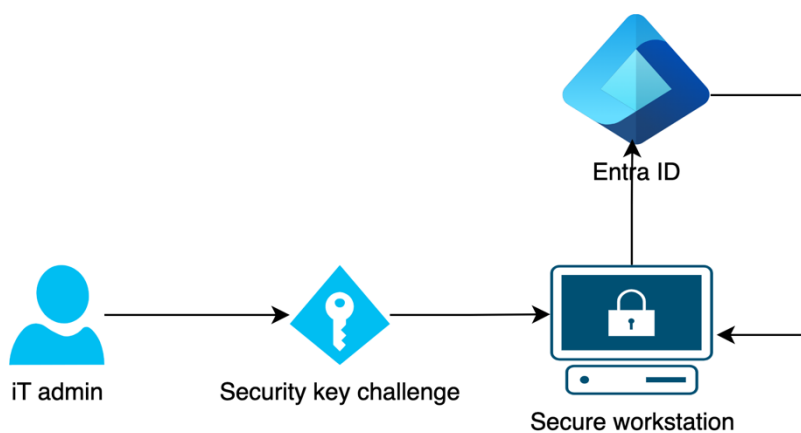 Entra ID
iT admin
Security key challenge
Secure workstation